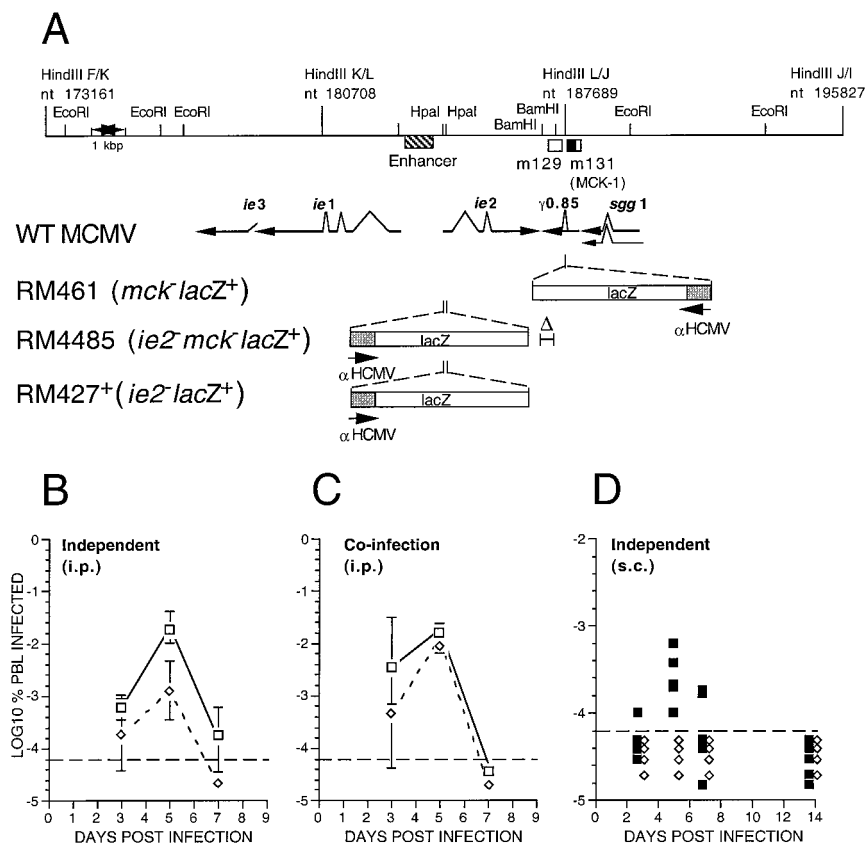 A
HindIII F/K
nt 173161
HindIII K/L
nt 180708
HindIII L/J
nt 187689
HindIII J/I
nt 195827
EcoRI
EcoRI
EcoRI
HpaI
HpaI
BamHI
BamHI
EcoRI
EcoRI
1 kbp
Enhancer
m129
m131
(MCK-1)
WT MCMV
ie3
ie1
ie2
γ0.85
sgg1
RM461 (mck-lacZ+)
lacZ
αHCMV
RM4485 (ie2-mck-lacZ+)
lacZ
Δ
αHCMV
RM427+(ie2-lacZ+)
lacZ
αHCMV
B
Independent
(i.p.)
LOG10 % PBL INFECTED
0
-1
-2
-3
-4
-5
0 1 2 3 4 5 6 7 8 9
DAYS POST INFECTION
C
Co-infection
(i.p.)
0
-1
-2
-3
-4
-5
0 1 2 3 4 5 6 7 8 9
DAYS POST INFECTION
D
Independent
(s.c.)
-2
-3
-4
-5
0 2 4 6 8 10 12 14
DAYS POST INFECTION